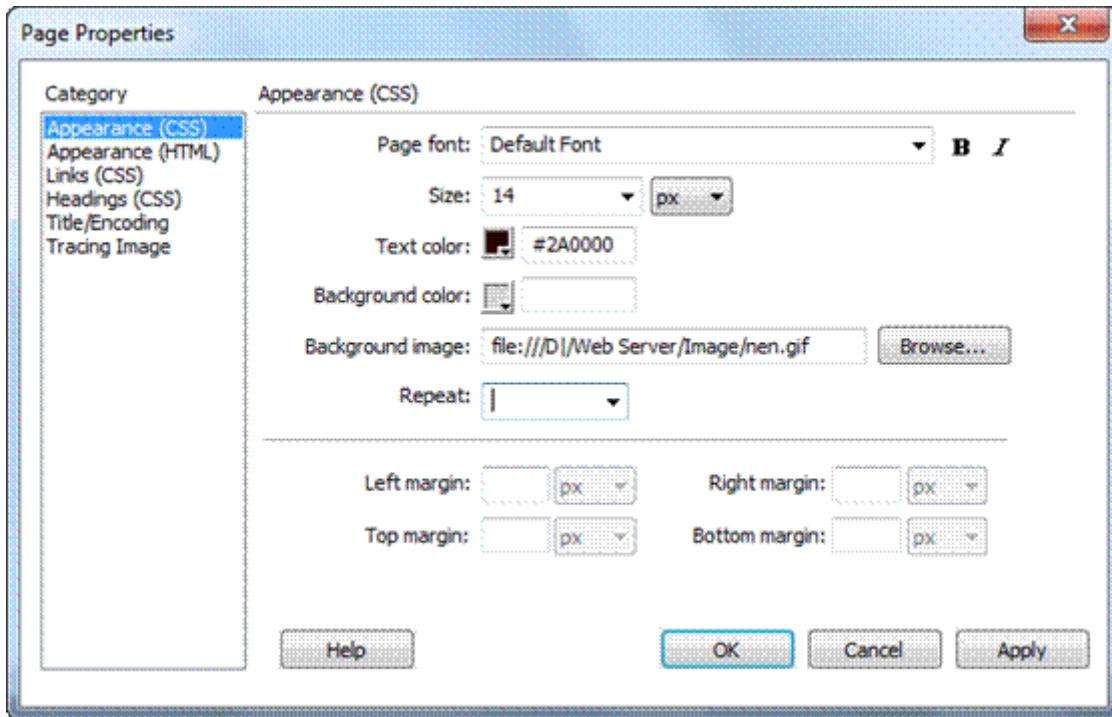 Page Properties
Category
Appearance (CSS)
Appearance (HTML)
Links (CSS)
Headings (CSS)
Title/Encoding
Tracing Image
Appearance (CSS)
Page font: Default Font B I
Size: 14 px
Text color: #2A0000
Background color:
Background image: file:///D|/Web Server/Image/nen.gif Browse...
Repeat:
Left margin: px Right margin: px
Top margin: px Bottom margin: px
Help OK Cancel Apply